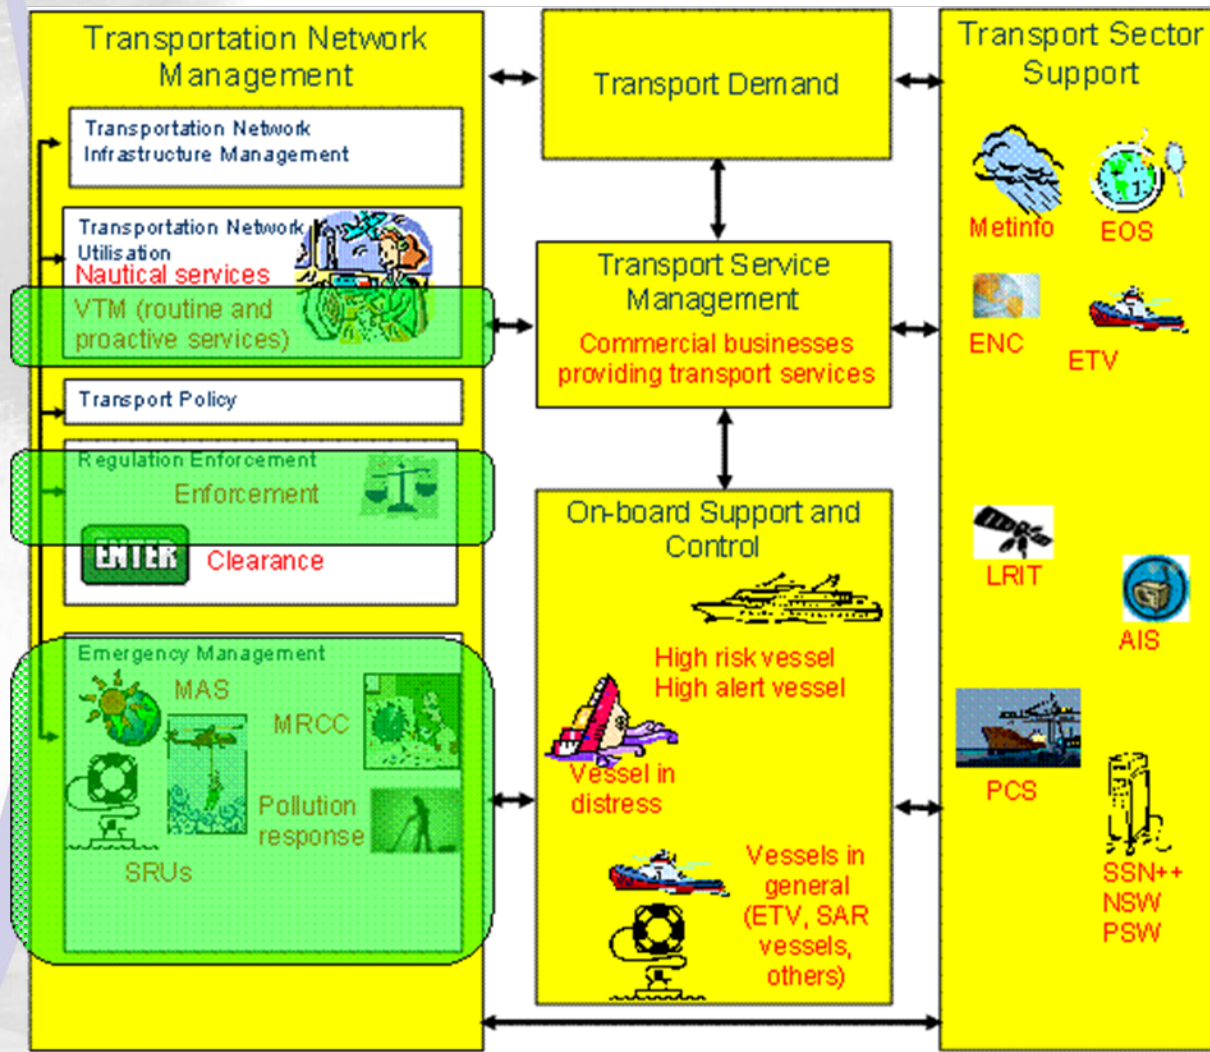 Transportation Network
Management
Transportation Network
Infrastructure Management
Transportation Network
Utilisation
Nautical services
VTM (routine and
proactive services)
Transport Policy
Regulation Enforcement
Enforcement
ENTER
Clearance
Emergency Management
MAS
MRCC
Pollution
response
SRUs
Transport Demand
Transport Service
Management
Commercial businesses
providing transport services
On-board Support and
Control
High risk vessel
High alert vessel
Vessel in
distress
Vessels in
general
(ETV, SAR
vessels,
others)
Transport Sector
Support
Metinfo
EOS
ENC
ETV
LRIT
AIS
PCS
SSN++
NSW
PSW